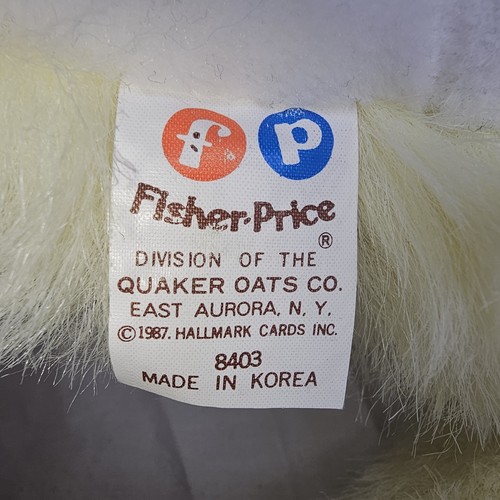 f p
Fisher-Price
®
DIVISION OF THE
QUAKER OATS CO.
EAST AURORA, N.Y.
© 1987. HALLMARK CARDS INC.
8403
MADE IN KOREA